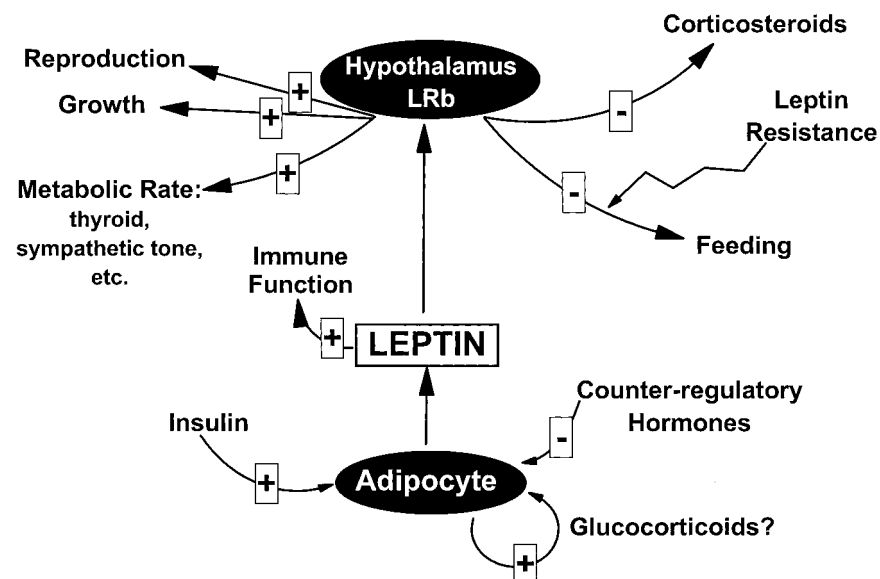 Corticosteroids
Reproduction
Hypothalamus
LRb
+
Growth
+
-
Leptin
Resistance
+
-
Metabolic Rate:
thyroid,
sympathetic tone,
etc.
Feeding
Immune
Function
+
LEPTIN
Counter-regulatory
Hormones
Insulin
-
+
Adipocyte
Glucocorticoids?
+